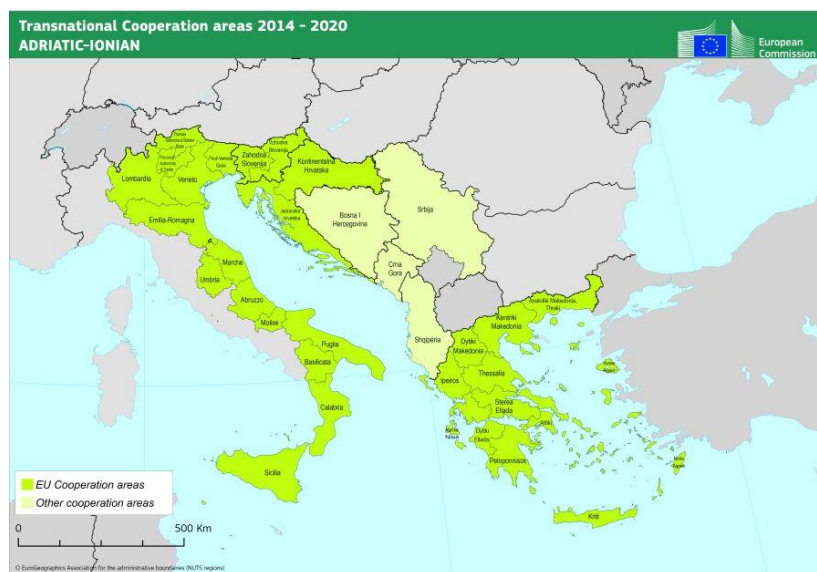 Transnational Cooperation areas 2014 - 2020
ADRIATIC-IONIAN
European
Commission
Vzhodna
Slovenija
Zahodna
Slovenija
Kontinentalna
Hrvatska
Lombardia
Veneto
Friuli-Venezia
Giulia
Emilia-Romagna
Jadranska
Hrvatska
Bosna I
Hercegovina
Srbija
Marche
Umbria
Crna
Gora
Abruzzo
Molise
Anatoliki Makedonia,
Thraki
Kentriki
Makedonia
Puglia
Shqipëria
Dytiki
Makedonia
Basilicata
Ipeiros
Thessalia
Calabria
Sterea
Ellada
Attiki
Dytiki
Ellada
Peloponnisos
Sicilia
Kriti
EU Cooperation areas
Other cooperation areas
0
500 Km
© EuroGeographics Association for the administrative boundaries (NUTS regions)